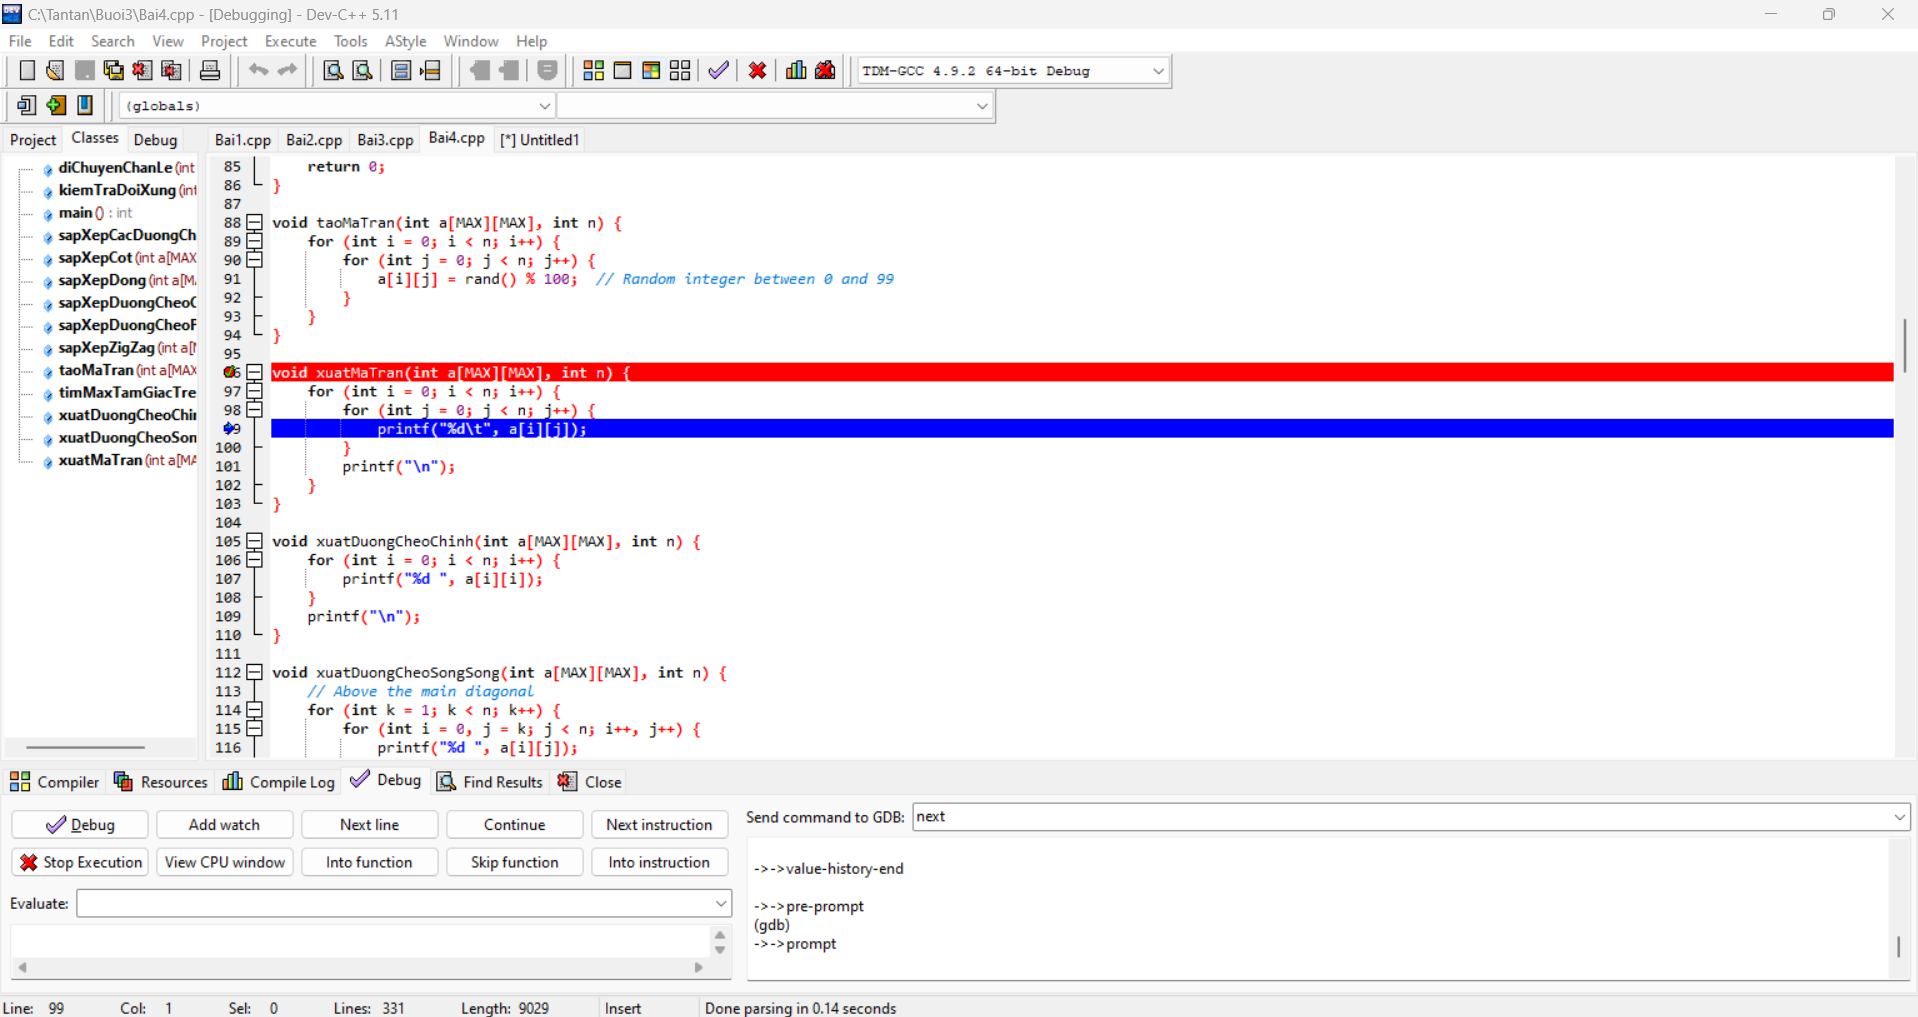 C:\Tantan\Buoi3\Bai4.cpp - [Debugging] - Dev-C++ 5.11
File Edit Search View Project Execute Tools AStyle Window Help
TDM-GCC 4.9.2 64-bit Debug
(globals)
Project Classes Debug
Bai1.cpp Bai2.cpp Bai3.cpp Bai4.cpp [*] Untitled1
diChuyenChanLe (int
kiemTraDoiXung (int
main () : int
sapXepCacDuongCh
sapXepCot (int a[MAX
sapXepDong (int a[M
sapXepDuongCheoC
sapXepDuongCheoF
sapXepZigZag (int a[
taoMaTran (int a[MAX
timMaxTamGiacTre
xuatDuongCheoChi
xuatDuongCheoSon
xuatMaTran (int a[MA
85 return 0;
86 }
87
88 void taoMaTran(int a[MAX][MAX], int n) {
89 for (int i = 0; i < n; i++) {
90 for (int j = 0; j < n; j++) {
91 a[i][j] = rand() % 100; // Random integer between 0 and 99
92 }
93 }
94 }
95
96 void xuatMaTran(int a[MAX][MAX], int n) {
97 for (int i = 0; i < n; i++) {
98 for (int j = 0; j < n; j++) {
99 printf("%d\t", a[i][j]);
100 }
101 printf("\n");
102 }
103 }
104
105 void xuatDuongCheoChinh(int a[MAX][MAX], int n) {
106 for (int i = 0; i < n; i++) {
107 printf("%d ", a[i][i]);
108 }
109 printf("\n");
110 }
111
112 void xuatDuongCheoSongSong(int a[MAX][MAX], int n) {
113 // Above the main diagonal
114 for (int k = 1; k < n; k++) {
115 for (int i = 0, j = k; j < n; i++, j++) {
116 printf("%d ", a[i][j]);
Compiler Resources Compile Log Debug Find Results Close
Debug Add watch Next line Continue Next instruction
Stop Execution View CPU window Into function Skip function Into instruction
Evaluate:
Send command to GDB: next
->->value-history-end
->->pre-prompt
(gdb)
->->prompt
Line: 99 Col: 1 Sel: 0 Lines: 331 Length: 9029 Insert Done parsing in 0.14 seconds